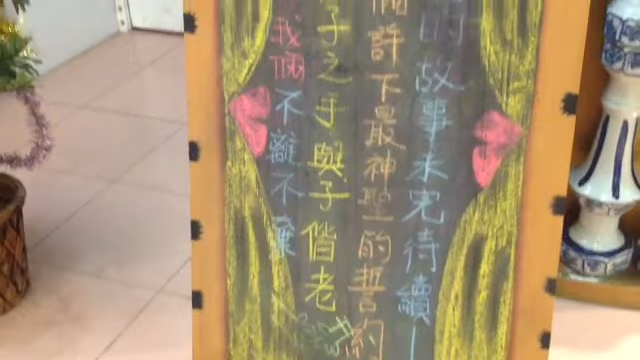 的故事未完待續
倆許下最神聖的誓約
子之手與子偕老
我倆不離不棄